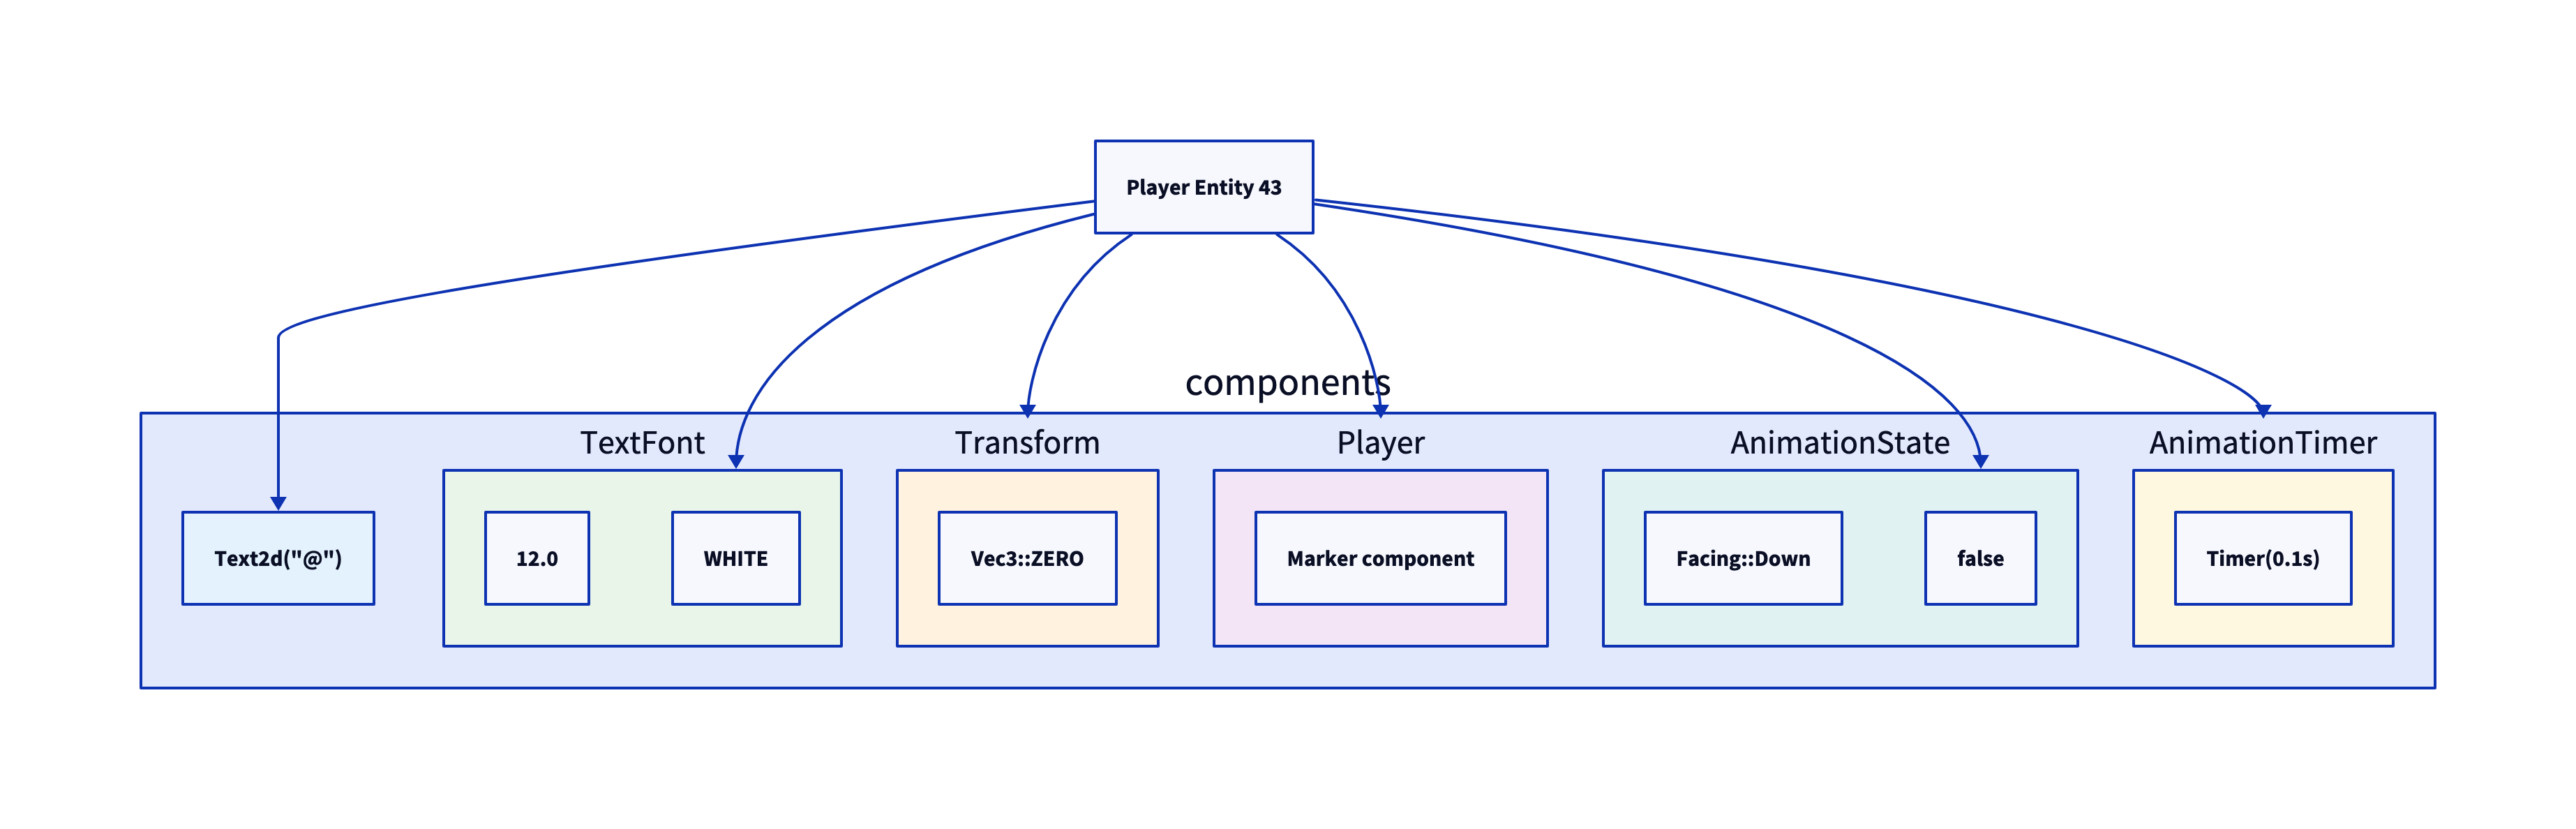 Player Entity 43
components
TextFont
Transform
Player
AnimationState
AnimationTimer
Text2d("@")
12.0
WHITE
Vec3::ZERO
Marker component
Facing::Down
false
Timer(0.1s)